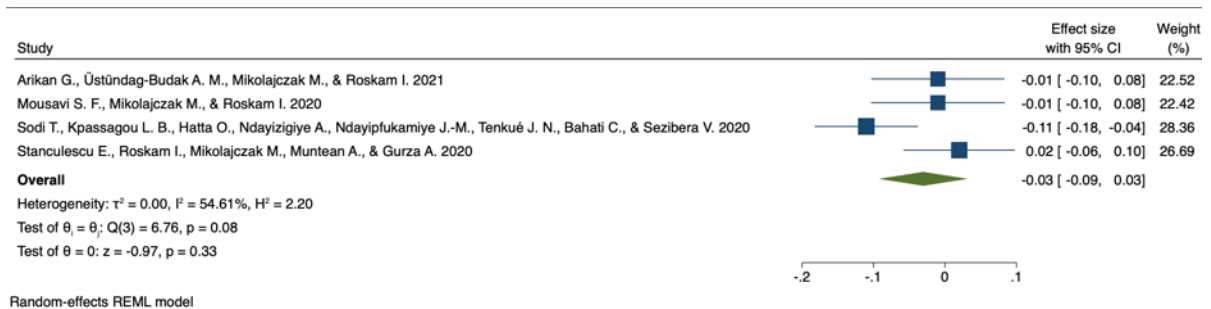 Effect size Weight
Study with 95% CI (%)
Arikan G., Üstündag-Budak A. M., Mikolajczak M., & Roskam I. 2021 -0.01 [ -0.10, 0.08] 22.52
Mousavi S. F., Mikolajczak M., & Roskam I. 2020 -0.01 [ -0.10, 0.08] 22.42
Sodi T., Kpassagou L. B., Hatta O., Ndayizigiye A., Ndayipfukamiye J.-M., Tenkué J. N., Bahati C., & Sezibera V. 2020 -0.11 [ -0.18, -0.04] 28.36
Stanculescu E., Roskam I., Mikolajczak M., Muntean A., & Gurza A. 2020 0.02 [ -0.06, 0.10] 26.69
Overall -0.03 [ -0.09, 0.03]
Heterogeneity: τ² = 0.00, I² = 54.61%, H² = 2.20
Test of θᵢ = θⱼ: Q(3) = 6.76, p = 0.08
Test of θ = 0: z = -0.97, p = 0.33
-.2 -.1 0 .1
Random-effects REML model